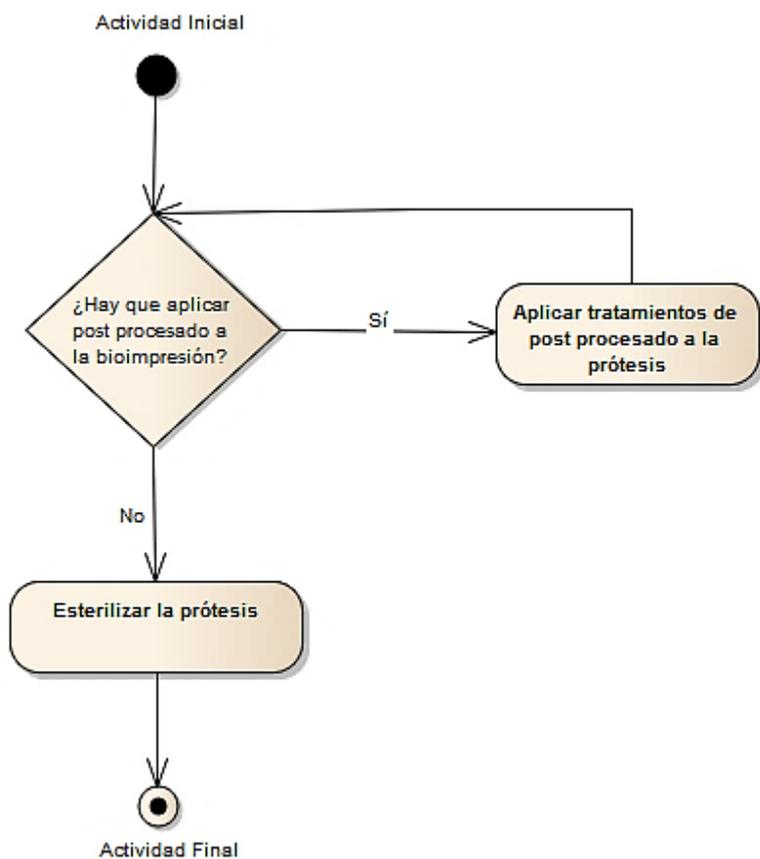 Actividad Inicial
¿Hay que aplicar
post procesado a
la bioimpresión?
Sí
Aplicar tratamientos de
post procesado a la
prótesis
No
Esterilizar la prótesis
Actividad Final